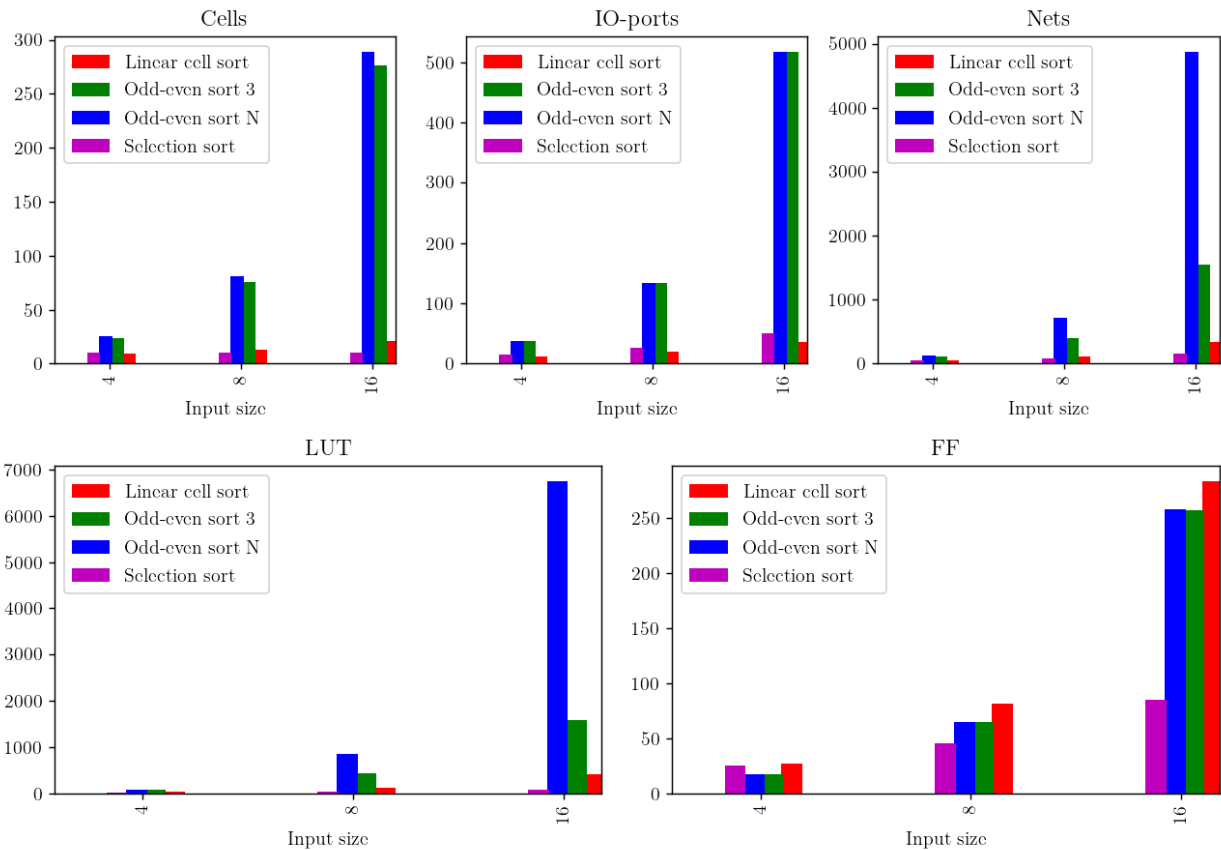 Cells
300
250
200
150
100
50
0
Linear cell sort
Odd-even sort 3
Odd-even sort N
Selection sort
4
8
16
Input size
IO-ports
500
400
300
200
100
0
Linear cell sort
Odd-even sort 3
Odd-even sort N
Selection sort
4
8
16
Input size
Nets
5000
4000
3000
2000
1000
0
Linear cell sort
Odd-even sort 3
Odd-even sort N
Selection sort
4
8
16
Input size
LUT
7000
6000
5000
4000
3000
2000
1000
0
Linear cell sort
Odd-even sort 3
Odd-even sort N
Selection sort
4
8
16
Input size
FF
250
200
150
100
50
0
Linear cell sort
Odd-even sort 3
Odd-even sort N
Selection sort
4
8
16
Input size